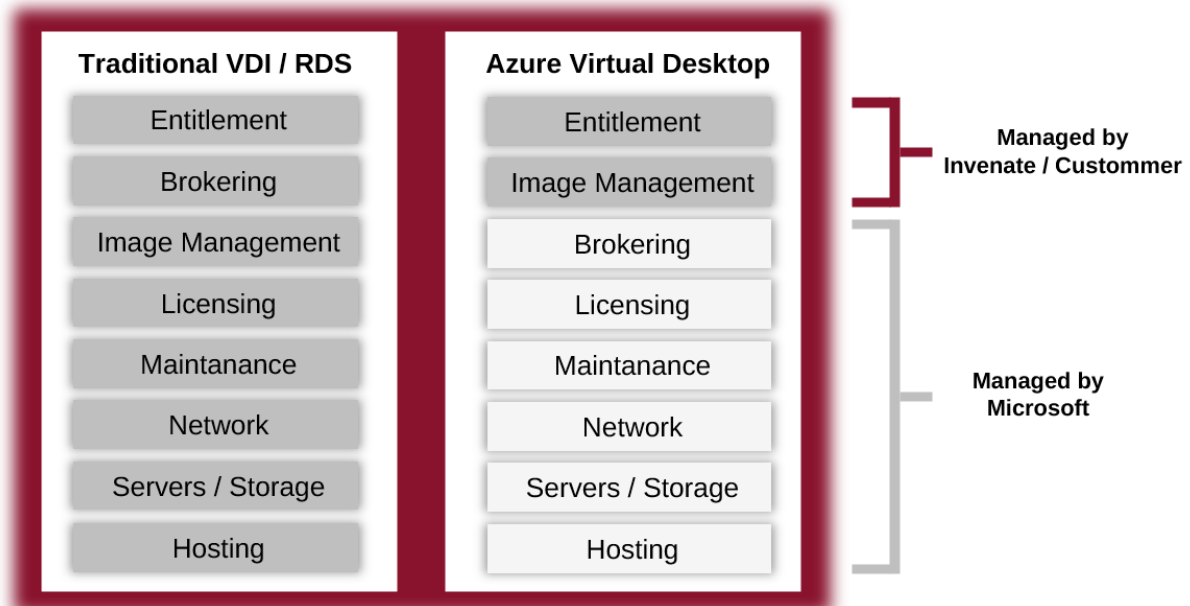 Traditional VDI / RDS
Entitlement
Brokering
Image Management
Licensing
Maintanance
Network
Servers / Storage
Hosting
Azure Virtual Desktop
Entitlement
Image Management
Brokering
Licensing
Maintanance
Network
Servers / Storage
Hosting
Managed by
Invenate / Custommer
Managed by
Microsoft